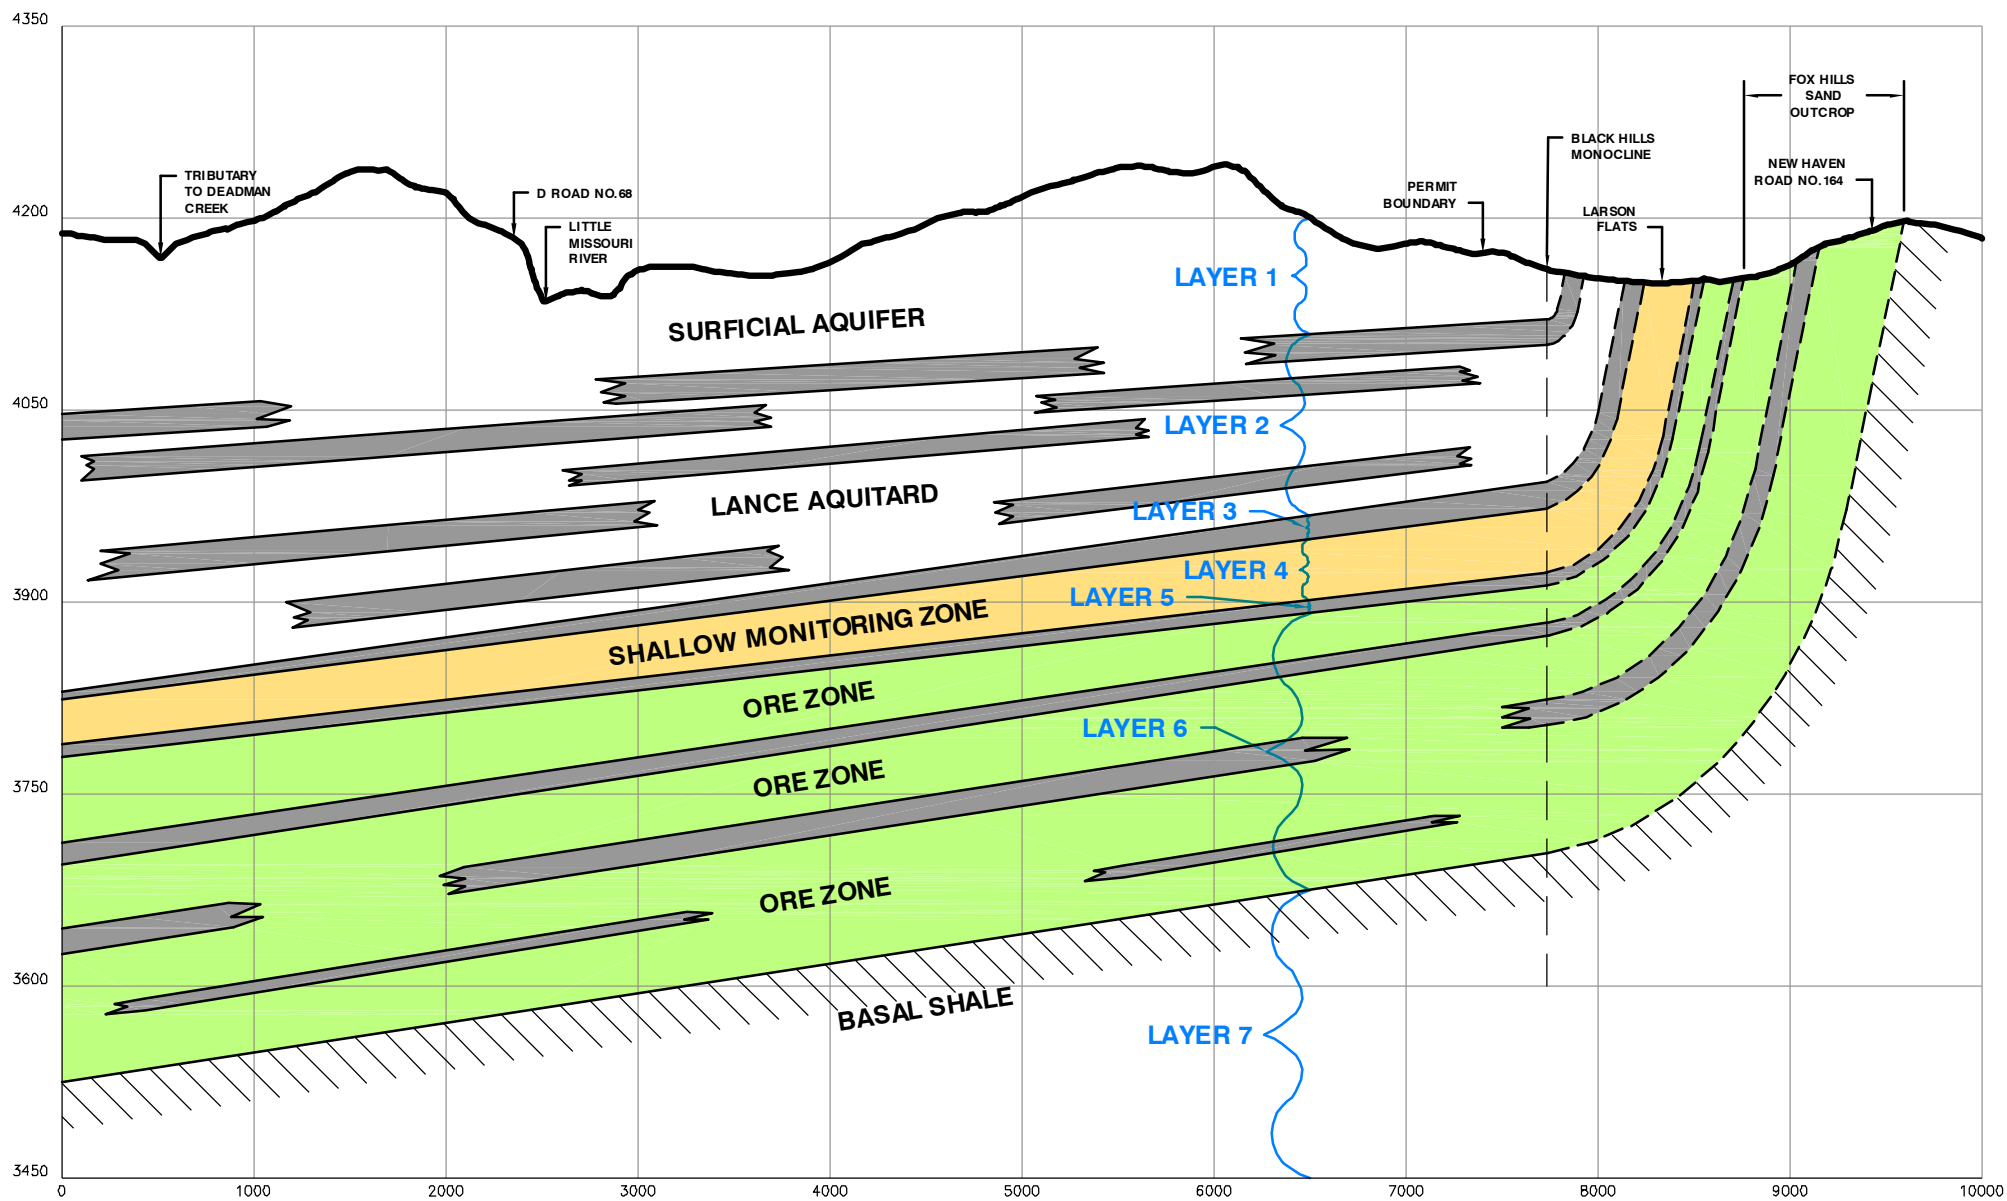 4350
4200
4050
3900
3750
3600
3450
0
1000
2000
3000
4000
5000
6000
7000
8000
9000
10000
TRIBUTARY
TO DEADMAN
CREEK
D ROAD NO.68
LITTLE
MISSOURI
RIVER
PERMIT
BOUNDARY
BLACK HILLS
MONOCLINE
LARSON
FLATS
FOX HILLS
SAND
OUTCROP
NEW HAVEN
ROAD NO.164
SURFICIAL AQUIFER
LANCE AQUITARD
SHALLOW MONITORING ZONE
ORE ZONE
ORE ZONE
ORE ZONE
BASAL SHALE
LAYER 1
LAYER 2
LAYER 3
LAYER 4
LAYER 5
LAYER 6
LAYER 7